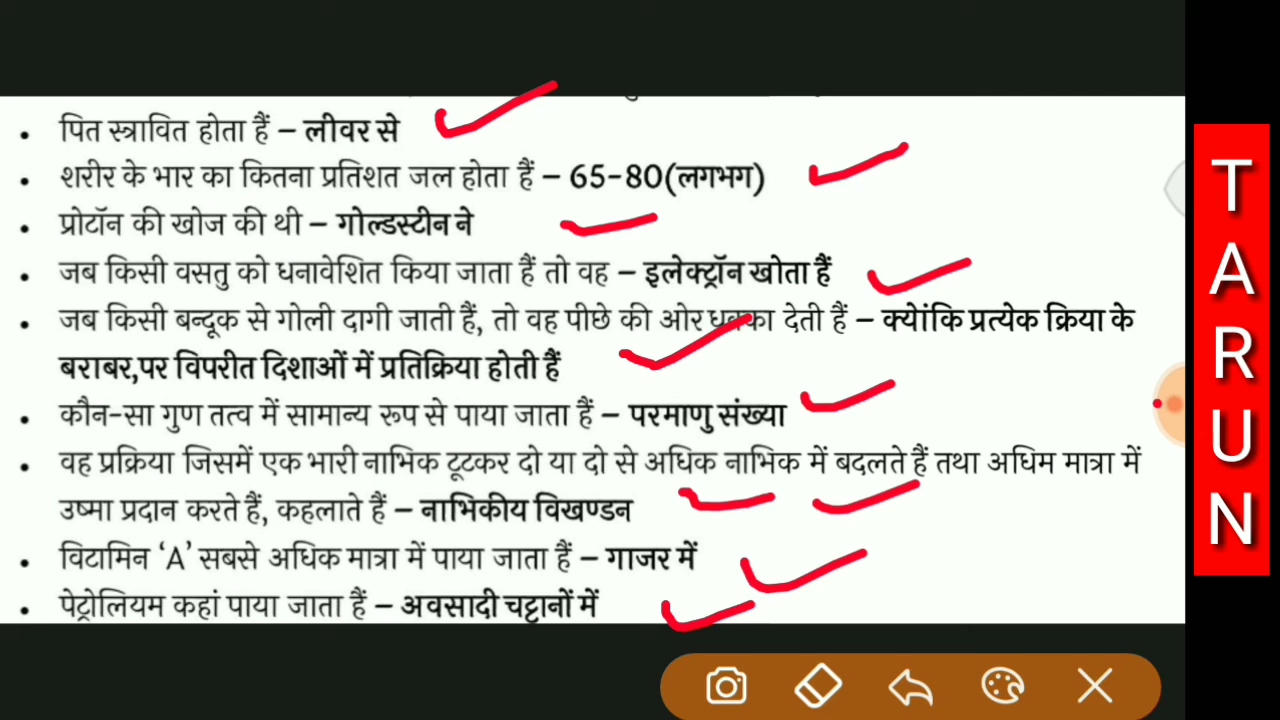 पित स्त्रावित होता हैं – लीवर से
शरीर के भार का कितना प्रतिशत जल होता हैं – 65-80(लगभग)
प्रोटॉन की खोज की थी – गोल्डस्टीन ने
जब किसी वसतु को धनावेशित किया जाता हैं तो वह – इलेक्ट्रॉन खोता हैं
जब किसी बन्दूक से गोली दागी जाती हैं, तो वह पीछे की ओर धक्का देती हैं – क्योंकि प्रत्येक क्रिया के
बराबर,पर विपरीत दिशाओं में प्रतिक्रिया होती हैं
कौन-सा गुण तत्व में सामान्य रूप से पाया जाता हैं – परमाणु संख्या
वह प्रक्रिया जिसमें एक भारी नाभिक टूटकर दो या दो से अधिक नाभिक में बदलते हैं तथा अधिम मात्रा में
उष्मा प्रदान करते हैं, कहलाते हैं – नाभिकीय विखण्डन
विटामिन ‘A’ सबसे अधिक मात्रा में पाया जाता हैं – गाजर में
पेट्रोलियम कहां पाया जाता हैं – अवसादी चट्टानों में
TARUN